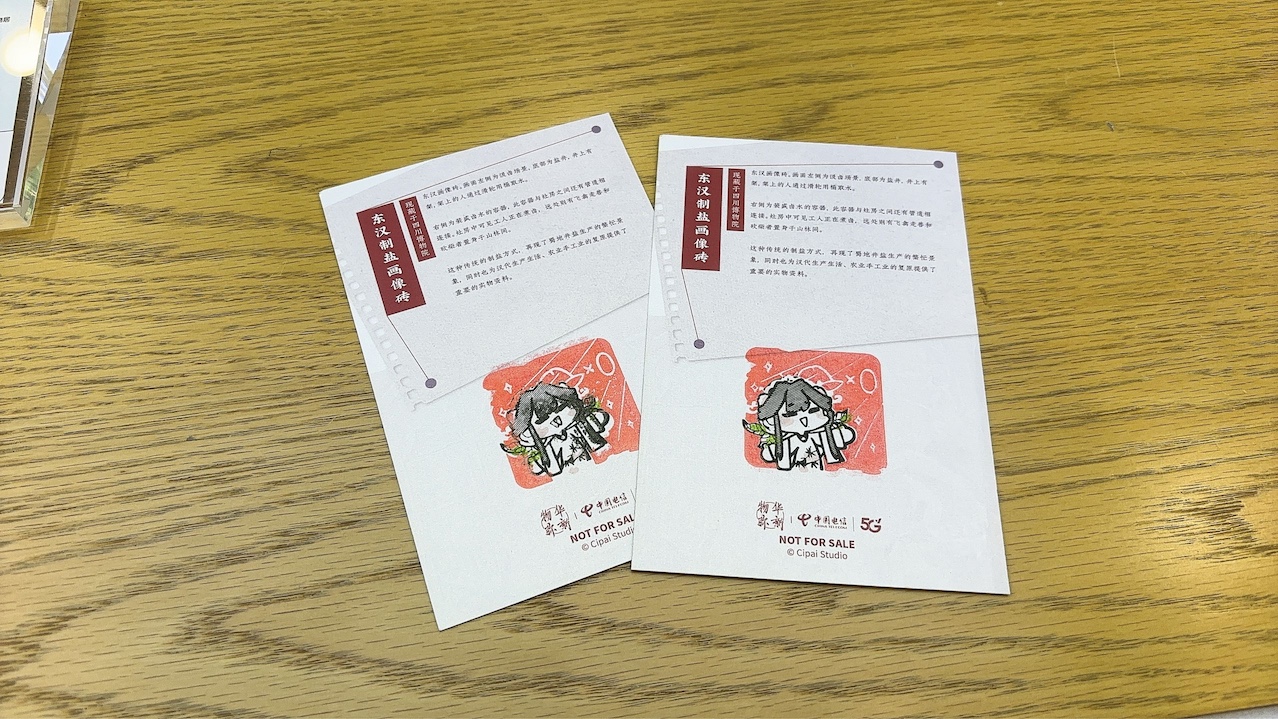 东汉制盐画像砖
现藏于四川博物院
东汉画像砖，画面左侧为汲卤场景，底部为盐井，井上有
架，架上的人通过滑轮用桶取水。
右侧为装盛卤水的容器，此容器与灶房之间还有管道相
连接，灶房中可见工人正在煮卤，远处则有飞禽走兽和
砍樵者置身于山林间。
这种传统的制盐方式，再现了蜀地井盐生产的繁忙景
象，同时也为汉代生产生活、农业手工业的复原提供了
重要的实物资料。
物华弥新
中国电信
CHINA TELECOM
NOT FOR SAL
© Cipai Studio
东汉制盐画像砖
现藏于四川博物院
东汉画像砖，画面左侧为汲卤场景，底部为盐井，井上有
架，架上的人通过滑轮用桶取水。
右侧为装盛卤水的容器，此容器与灶房之间还有管道相
连接，灶房中可见工人正在煮卤，远处则有飞禽走兽和
砍樵者置身于山林间。
这种传统的制盐方式，再现了蜀地井盐生产的繁忙景
象，同时也为汉代生产生活、农业手工业的复原提供了
重要的实物资料。
物华弥新
中国电信
CHINA TELECOM
5G
NOT FOR SALE
© Cipai Studio